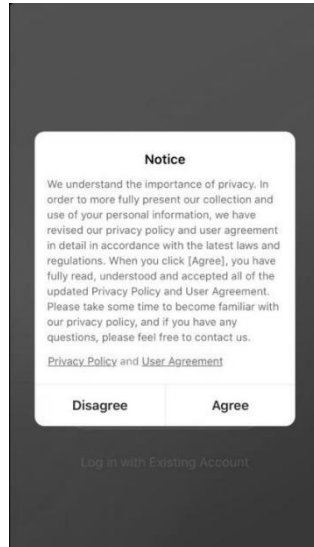 Notice
We understand the importance of privacy. In
order to more fully present our collection and
use of your personal information, we have
revised our privacy policy and user agreement
in detail in accordance with the latest laws and
regulations. When you click [Agree], you have
fully read, understood and accepted all of the
updated Privacy Policy and User Agreement.
Please take some time to become familiar with
our privacy policy, and if you have any
questions, please feel free to contact us.
Privacy Policy and User Agreement
Disagree Agree
Log in with Existing Account